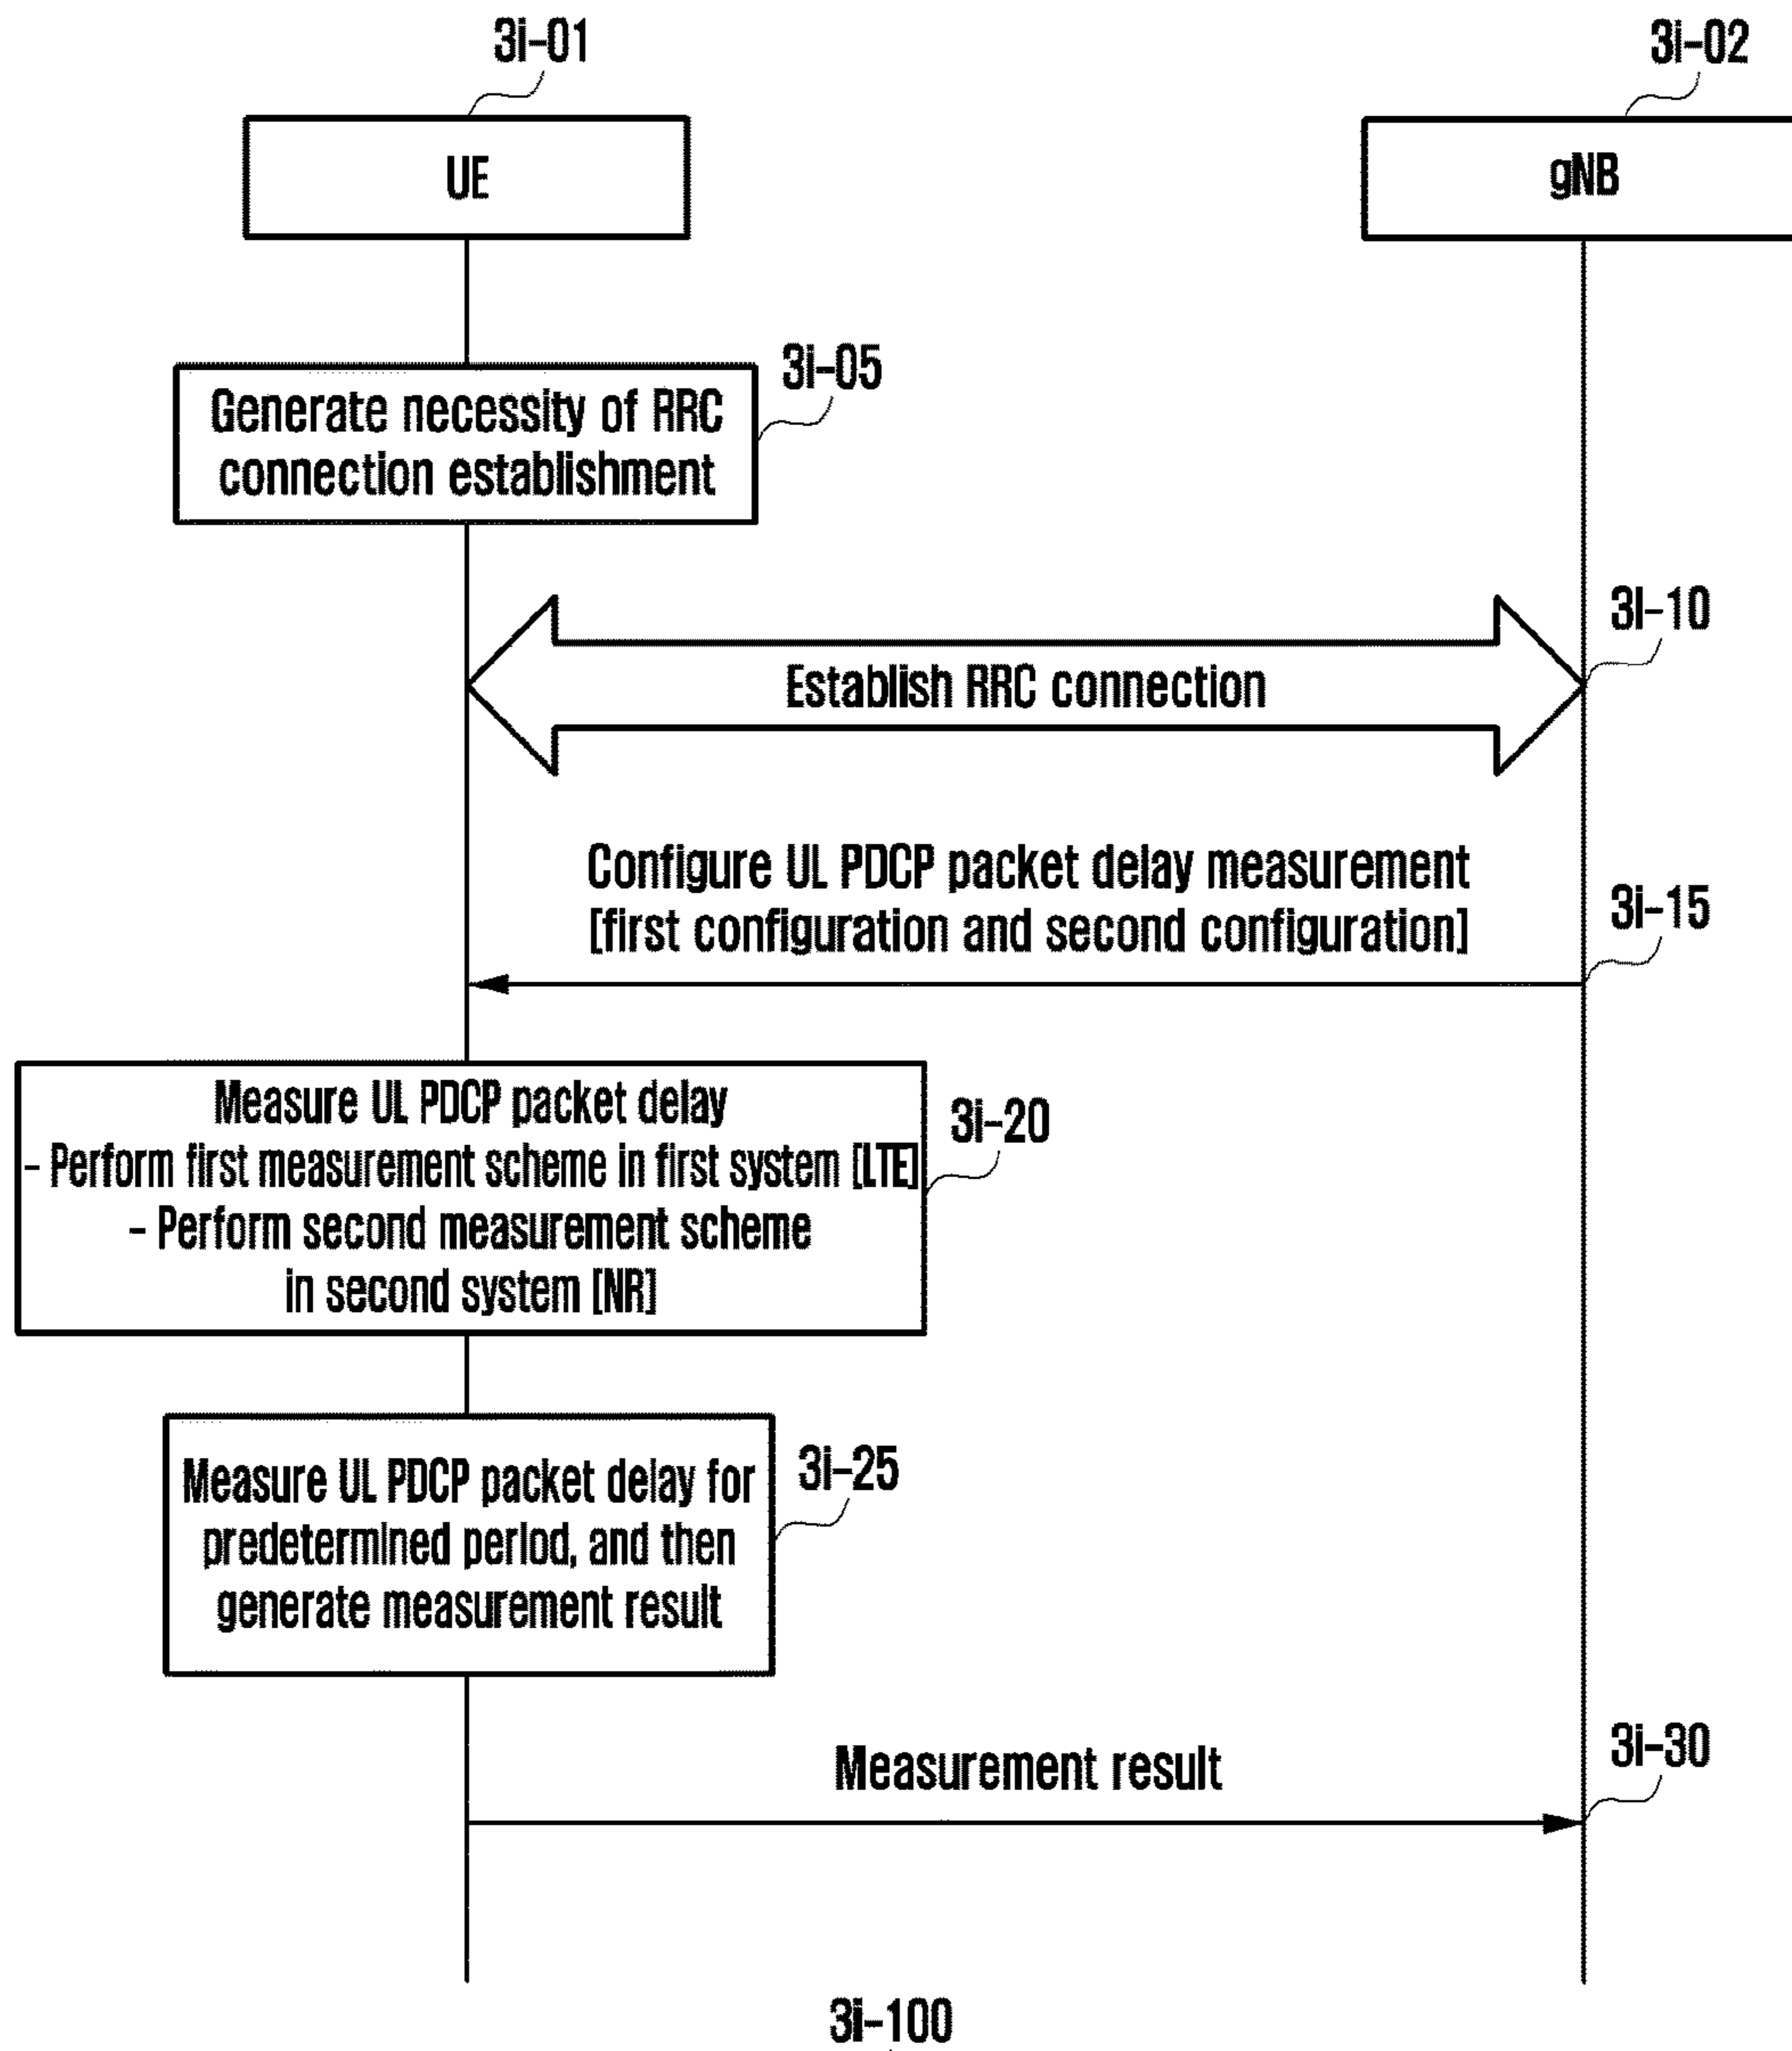 3i-01
3i-02
UE
gNB
3i-05
Generate necessity of RRC
connection establishment
3I-10
Establish RRC connection
Configure UL PDCP packet delay measurement
[first configuration and second configuration]
3i-15
Measure UL PDCP packet delay
- Perform first measurement scheme in first system [LTE]
- Perform second measurement scheme
in second system [NR]
3i-20
Measure UL PDCP packet delay for
predetermined period, and then
generate measurement result
3i-25
Measurement result
3i-30
3i-100